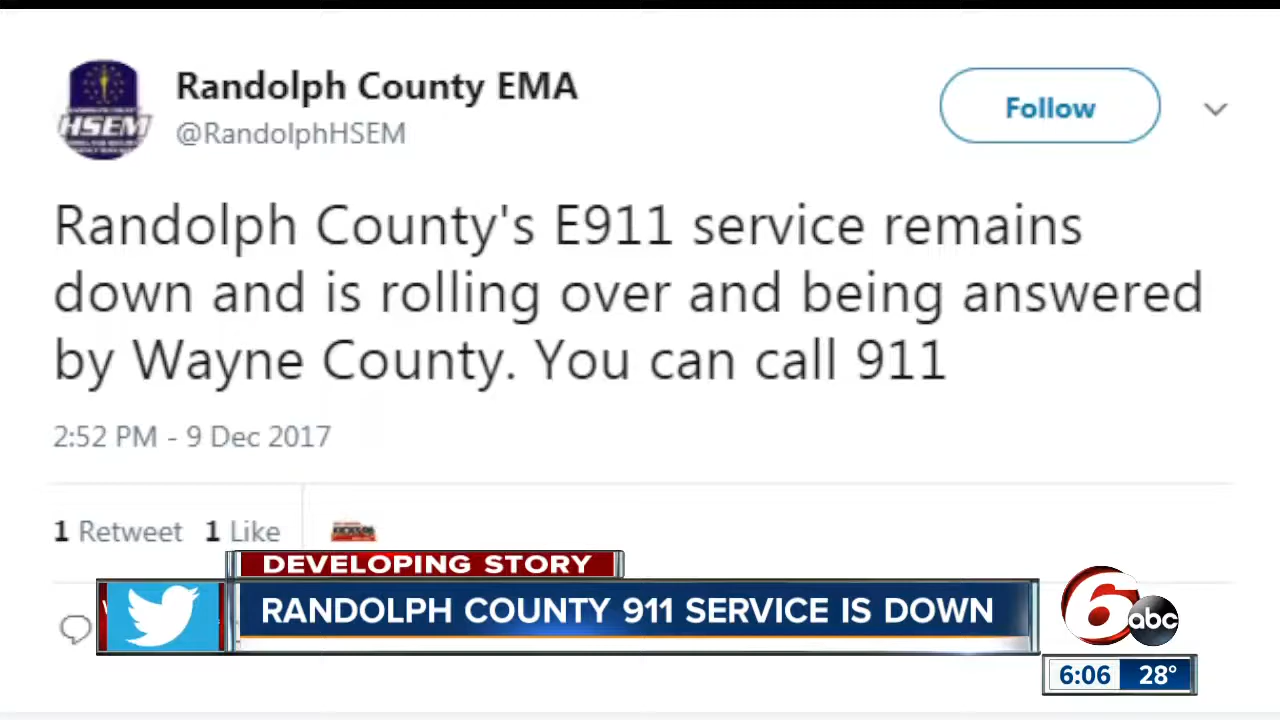 Randolph County EMA
@RandolphHSEM
Follow
HSEM
Randolph County's E911 service remains
down and is rolling over and being answered
by Wayne County. You can call 911
2:52 PM - 9 Dec 2017
1 Retweet 1 Like
DEVELOPING STORY
RANDOLPH COUNTY 911 SERVICE IS DOWN
6 abc
6:06 28°